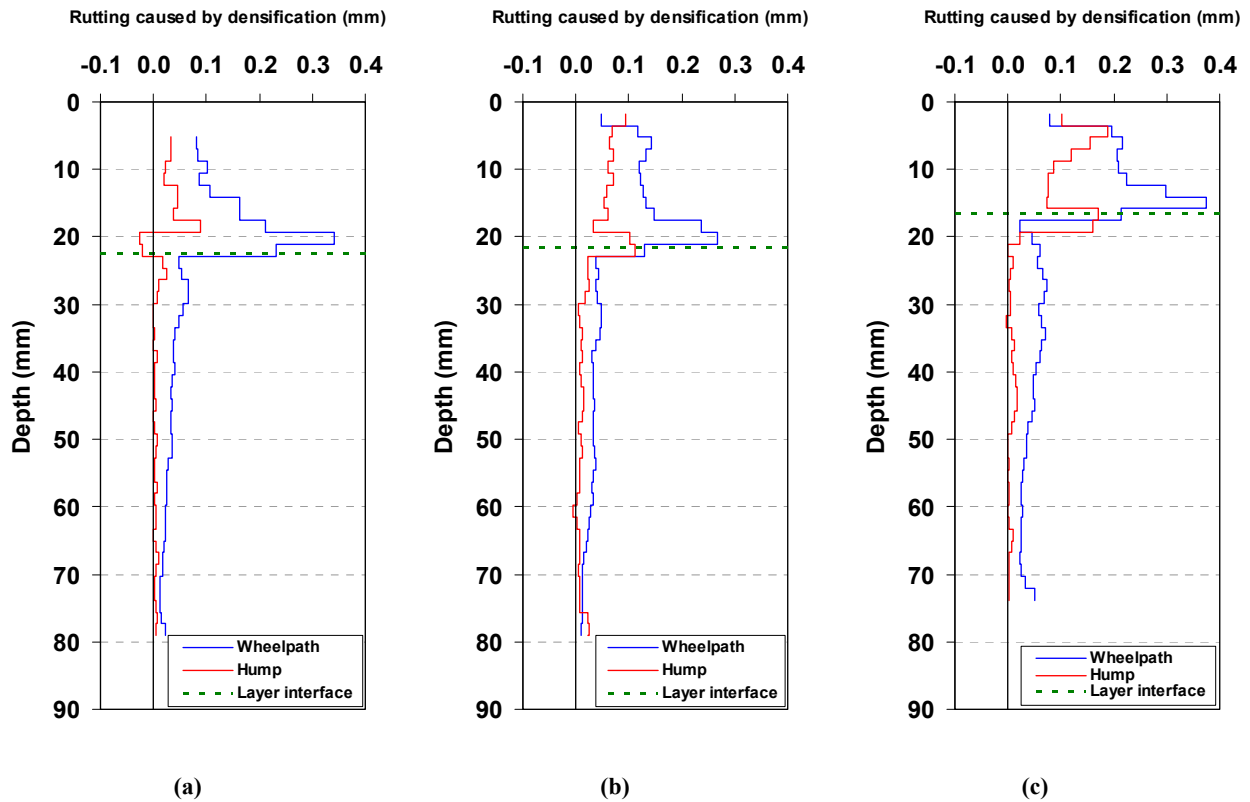 Rutting caused by densification (mm)
-0.1 0.0 0.1 0.2 0.3 0.4
0
10
20
30
40
50
60
70
80
90
Depth (mm)
Wheelpath
Hump
Layer interface
(a)
Rutting caused by densification (mm)
-0.1 0.0 0.1 0.2 0.3 0.4
0
10
20
30
40
50
60
70
80
90
Depth (mm)
Wheelpath
Hump
Layer interface
(b)
Rutting caused by densification (mm)
-0.1 0.0 0.1 0.2 0.3 0.4
0
10
20
30
40
50
60
70
80
90
Depth (mm)
Wheelpath
Hump
Layer interface
(c)